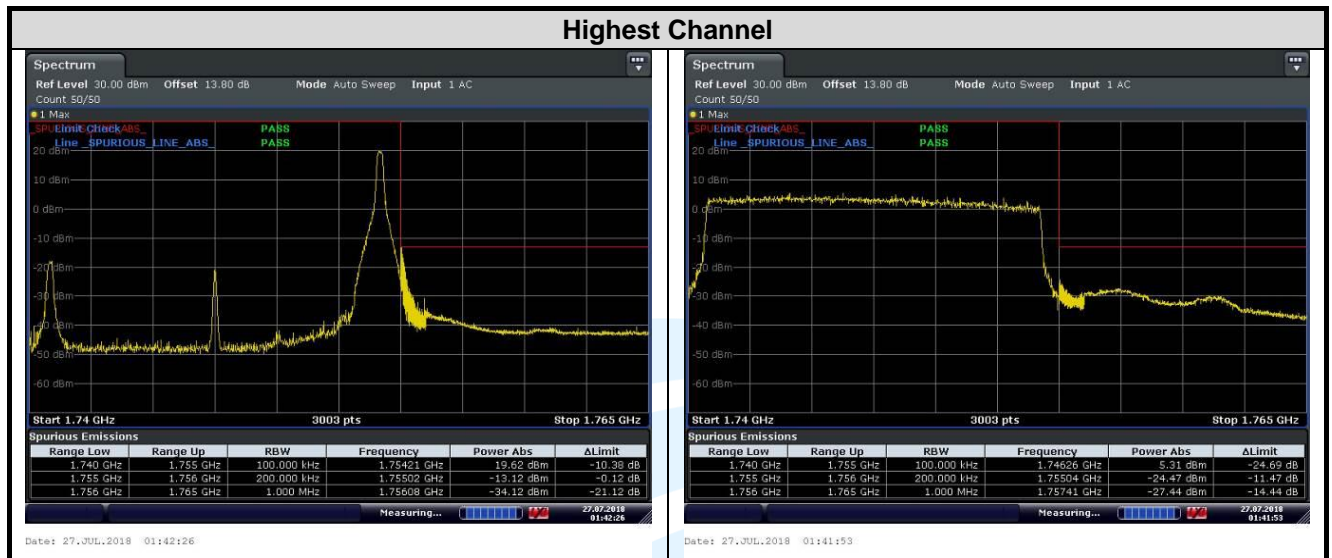 Highest Channel
Spectrum
Ref Level 30.00 dBm Offset 13.80 dB Mode Auto Sweep Input 1 AC
Count 50/50
1 Max
Limit Check PASS
Line _SPURIOUS_LINE_ABS_ PASS
20 dBm
10 dBm
0 dBm
-10 dBm
-20 dBm
-30 dBm
-40 dBm
-50 dBm
-60 dBm
Start 1.74 GHz 3003 pts Stop 1.765 GHz
Spurious Emissions
Range Low Range Up RBW Frequency Power Abs ΔLimit
1.740 GHz 1.755 GHz 100.000 kHz 1.75421 GHz 19.62 dBm -10.38 dB
1.755 GHz 1.756 GHz 200.000 kHz 1.75502 GHz -13.12 dBm -0.12 dB
1.756 GHz 1.765 GHz 1.000 MHz 1.75608 GHz -34.12 dBm -21.12 dB
Measuring... 27.07.2018
01:42:26
Date: 27.JUL.2018 01:42:26
Spectrum
Ref Level 30.00 dBm Offset 13.80 dB Mode Auto Sweep Input 1 AC
Count 50/50
1 Max
Limit Check PASS
Line _SPURIOUS_LINE_ABS_ PASS
20 dBm
10 dBm
0 dBm
-10 dBm
-20 dBm
-30 dBm
-40 dBm
-50 dBm
-60 dBm
Start 1.74 GHz 3003 pts Stop 1.765 GHz
Spurious Emissions
Range Low Range Up RBW Frequency Power Abs ΔLimit
1.740 GHz 1.755 GHz 100.000 kHz 1.74626 GHz 5.31 dBm -24.69 dB
1.755 GHz 1.756 GHz 200.000 kHz 1.75504 GHz -24.47 dBm -11.47 dB
1.756 GHz 1.765 GHz 1.000 MHz 1.75741 GHz -27.44 dBm -14.44 dB
Measuring... 27.07.2018
01:41:53
Date: 27.JUL.2018 01:41:53